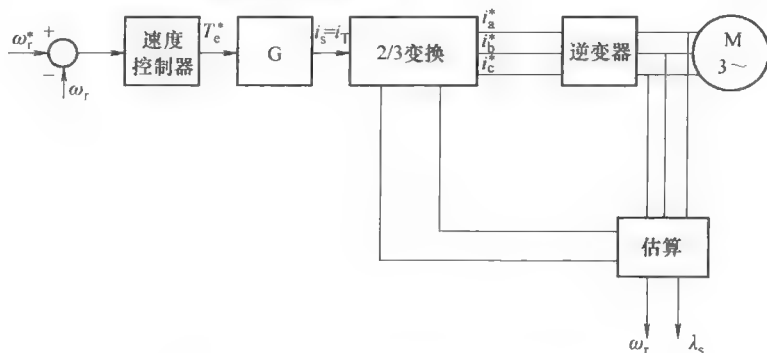 ω_r^*
+
−
ω_r
速度
控制器
T_e^*
G
i_s=i_T
2/3变换
i_a^*
i_b^*
i_c^*
逆变器
M
3～
估算
ω_r
λ_s